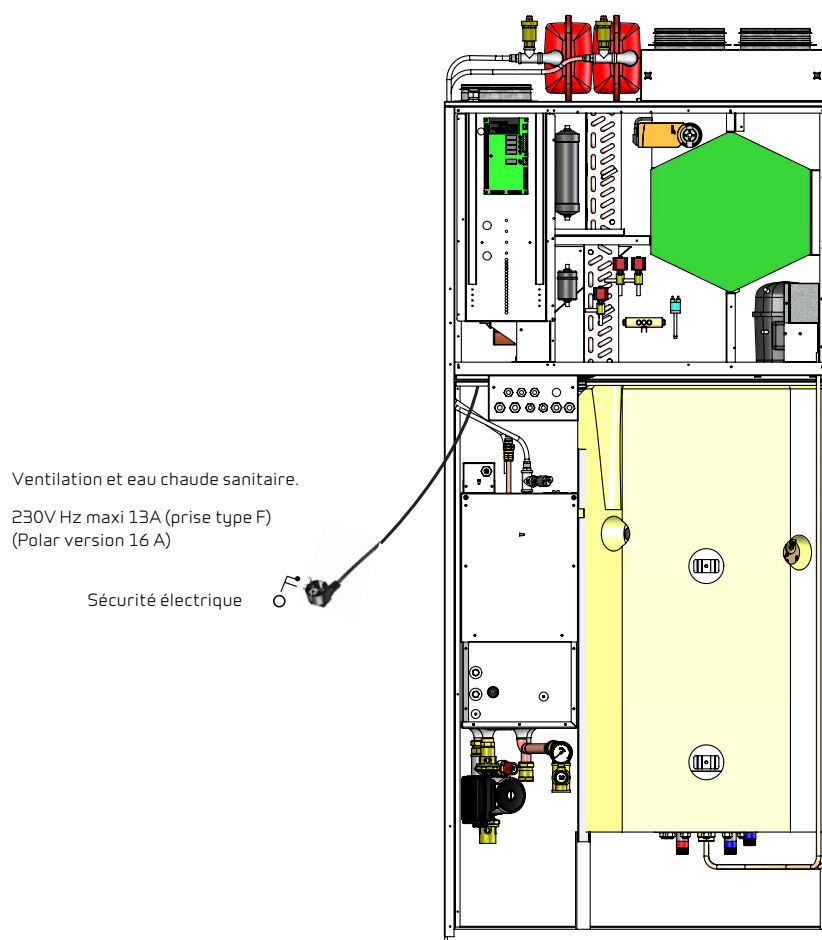 Ventilation et eau chaude sanitaire.
230V Hz maxi 13A (prise type F)
(Polar version 16 A)
Sécurité électrique